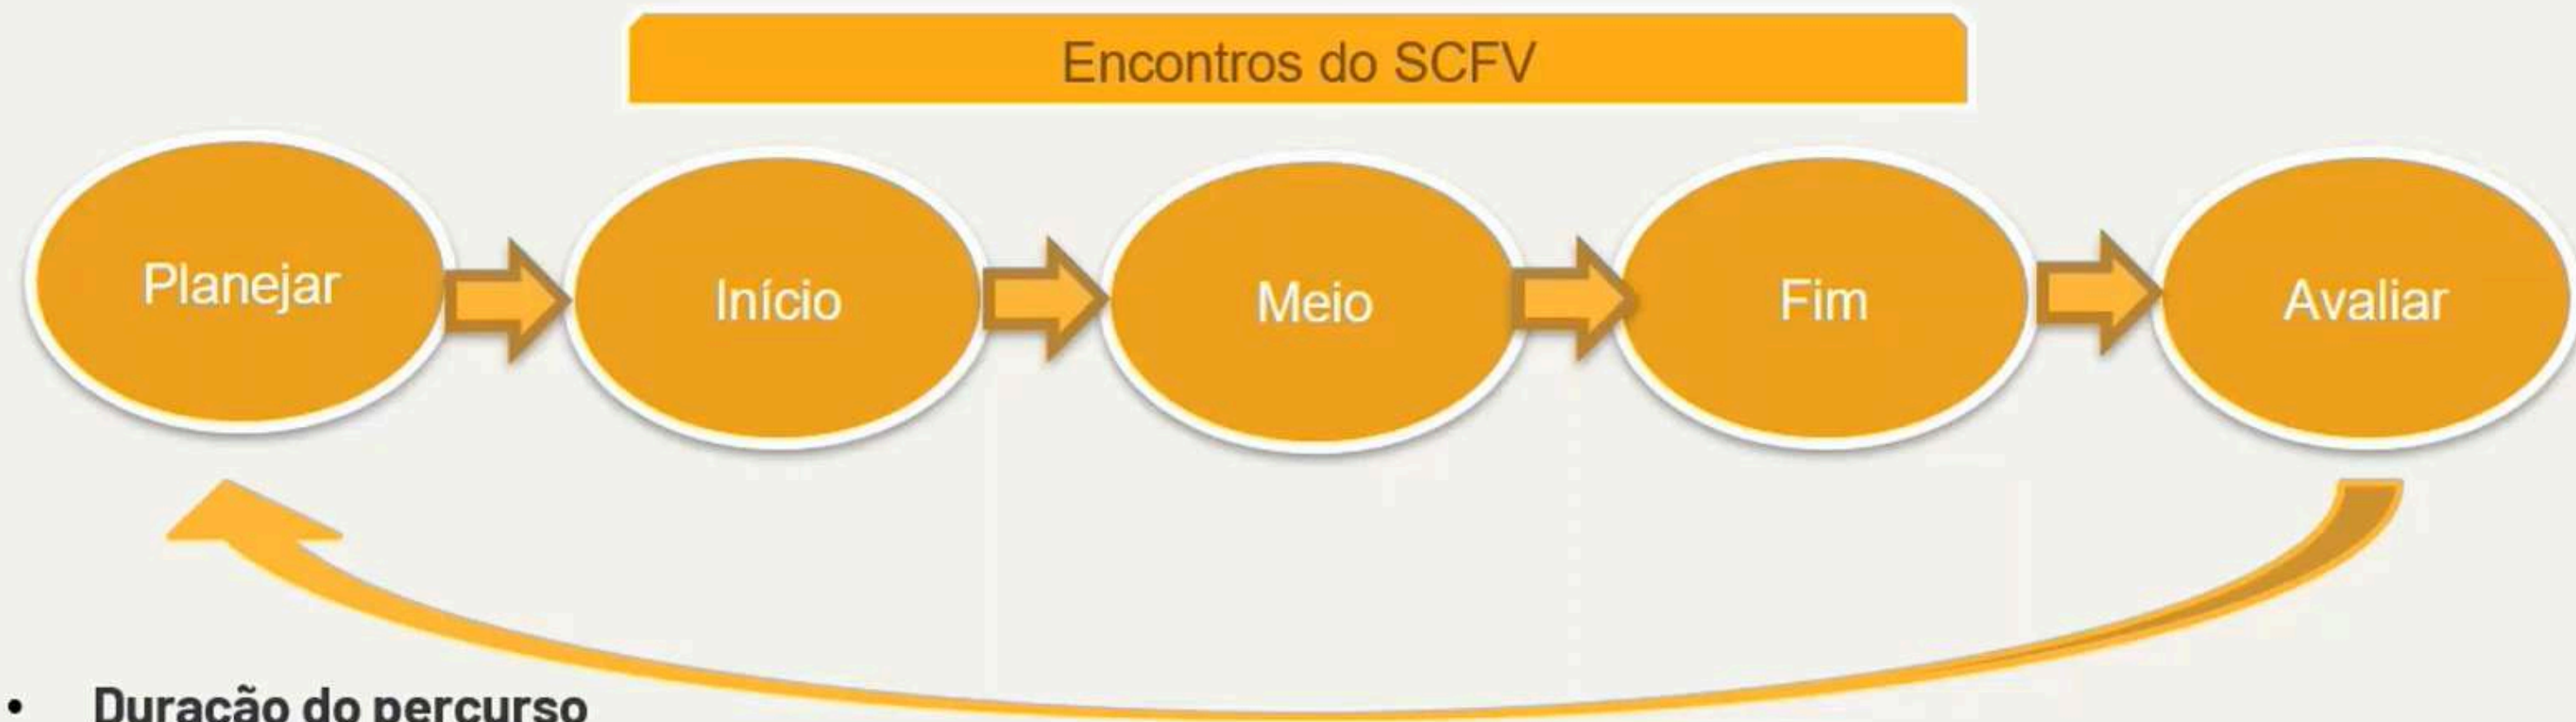 Encontros do SCFV
Planejar
Início
Meio
Fim
Avaliar
• Duração do percurso